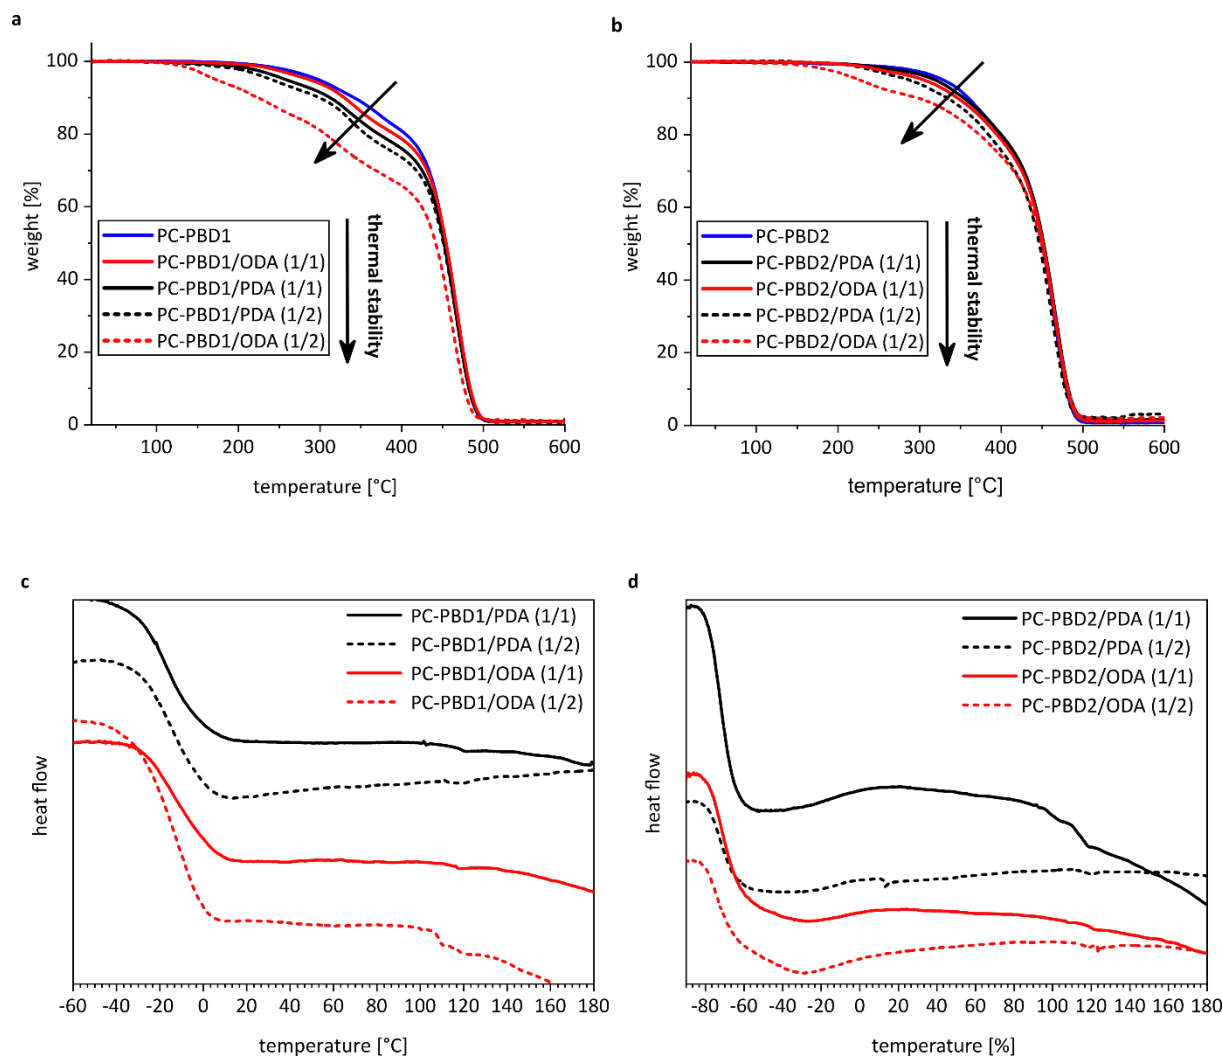 a
100
80
60
40
20
0
weight [%]
PC-PBD1
PC-PBD1/ODA (1/1)
PC-PBD1/PDA (1/1)
PC-PBD1/PDA (1/2)
PC-PBD1/ODA (1/2)
thermal stability
100 200 300 400 500 600
temperature [°C]
b
100
80
60
40
20
0
weight [%]
PC-PBD2
PC-PBD2/PDA (1/1)
PC-PBD2/ODA (1/1)
PC-PBD2/PDA (1/2)
PC-PBD2/ODA (1/2)
thermal stability
100 200 300 400 500 600
temperature [°C]
c
heat flow
PC-PBD1/PDA (1/1)
PC-PBD1/PDA (1/2)
PC-PBD1/ODA (1/1)
PC-PBD1/ODA (1/2)
-60 -40 -20 0 20 40 60 80 100 120 140 160 180
temperature [°C]
d
heat flow
PC-PBD2/PDA (1/1)
PC-PBD2/PDA (1/2)
PC-PBD2/ODA (1/1)
PC-PBD2/ODA (1/2)
-80 -60 -40 -20 0 20 40 60 80 100 120 140 160 180
temperature [%]